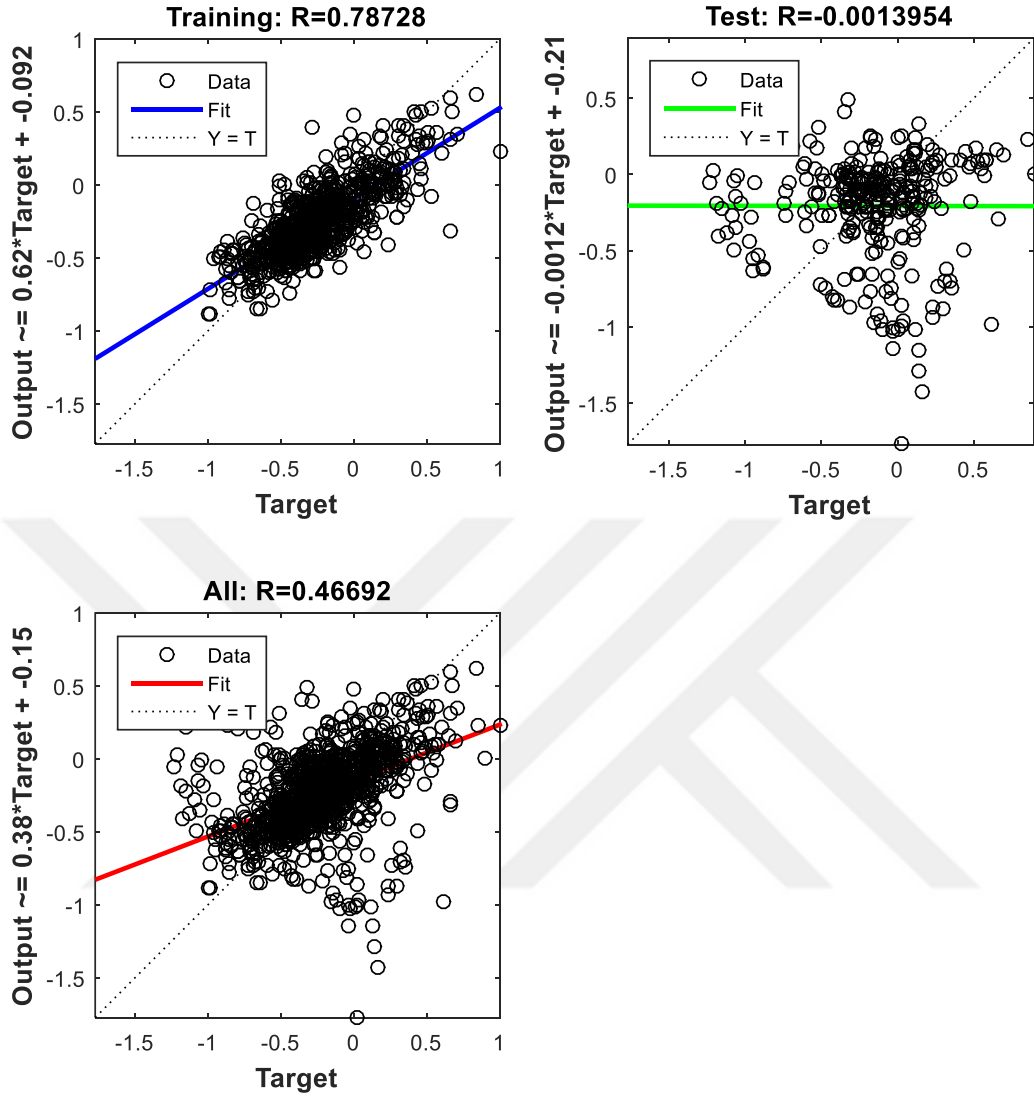 Training: R=0.78728
Output ~= 0.62*Target + -0.092
1
0.5
0
-0.5
-1
-1.5
Data
Fit
Y = T
-1.5 -1 -0.5 0 0.5 1
Target
Test: R=-0.0013954
Output ~= -0.0012*Target + -0.21
0.5
0
-0.5
-1
-1.5
Data
Fit
Y = T
-1.5 -1 -0.5 0 0.5
Target
All: R=0.46692
Output ~= 0.38*Target + -0.15
1
0.5
0
-0.5
-1
-1.5
Data
Fit
Y = T
-1.5 -1 -0.5 0 0.5 1
Target